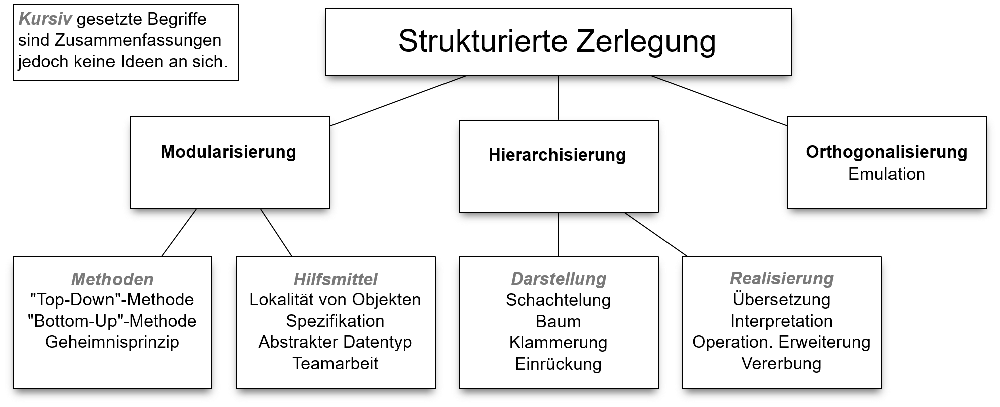 Kursiv gesetzte Begriffe
sind Zusammenfassungen
jedoch keine Ideen an sich.
Strukturierte Zerlegung
Modularisierung
Hierarchisierung
Orthogonalisierung
Emulation
Methoden
"Top-Down"-Methode
"Bottom-Up"-Methode
Geheimnisprinzip
Hilfsmittel
Lokalität von Objekten
Spezifikation
Abstrakter Datentyp
Teamarbeit
Darstellung
Schachtelung
Baum
Klammerung
Einrückung
Realisierung
Übersetzung
Interpretation
Operation. Erweiterung
Vererbung